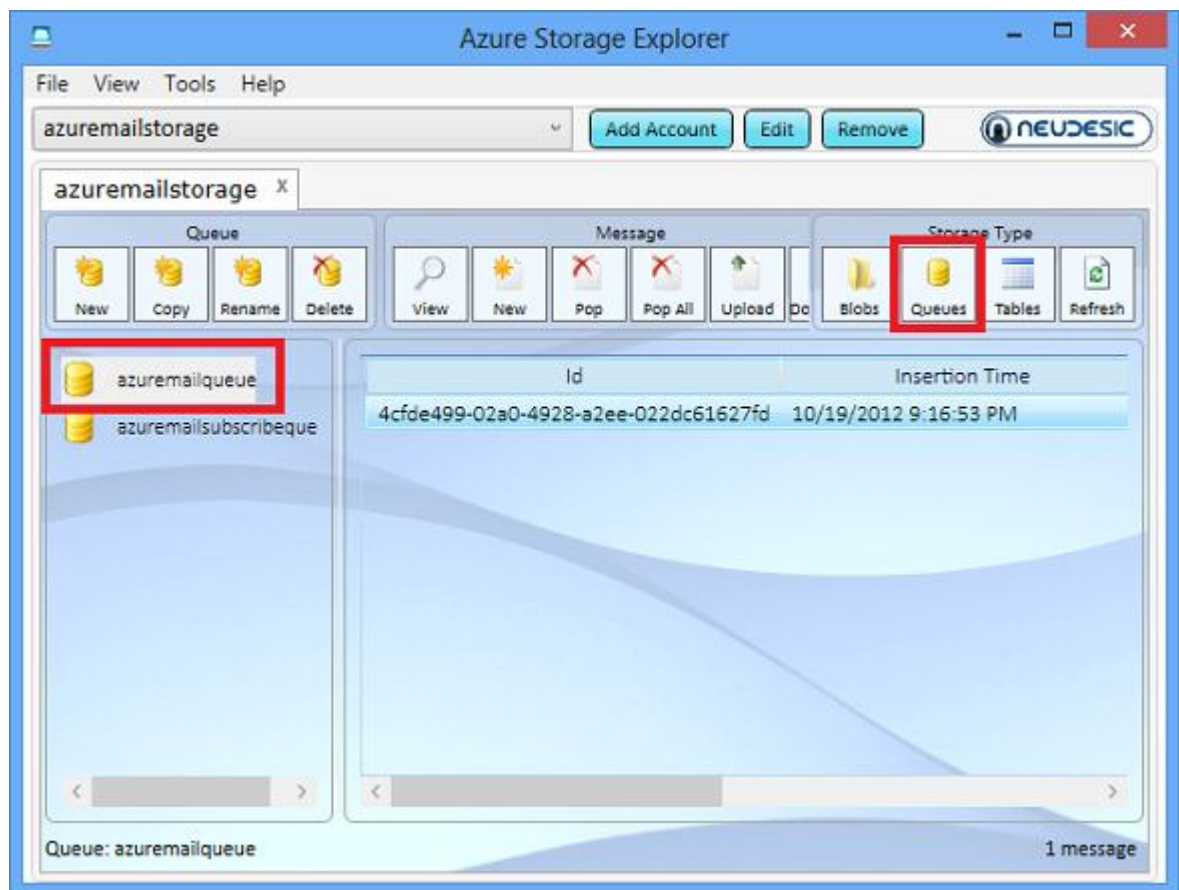 Azure Storage Explorer
File View Tools Help
azuremailstorage
Add Account Edit Remove NEUDESIC
azuremailstorage x
Queue Message Storage Type
New Copy Rename Delete View New Pop Pop All Upload Do Blobs Queues Tables Refresh
azuremailqueue
azuremailsubscribeque
Id Insertion Time
4cfde499-02a0-4928-a2ee-022dc61627fd 10/19/2012 9:16:53 PM
Queue: azuremailqueue 1 message